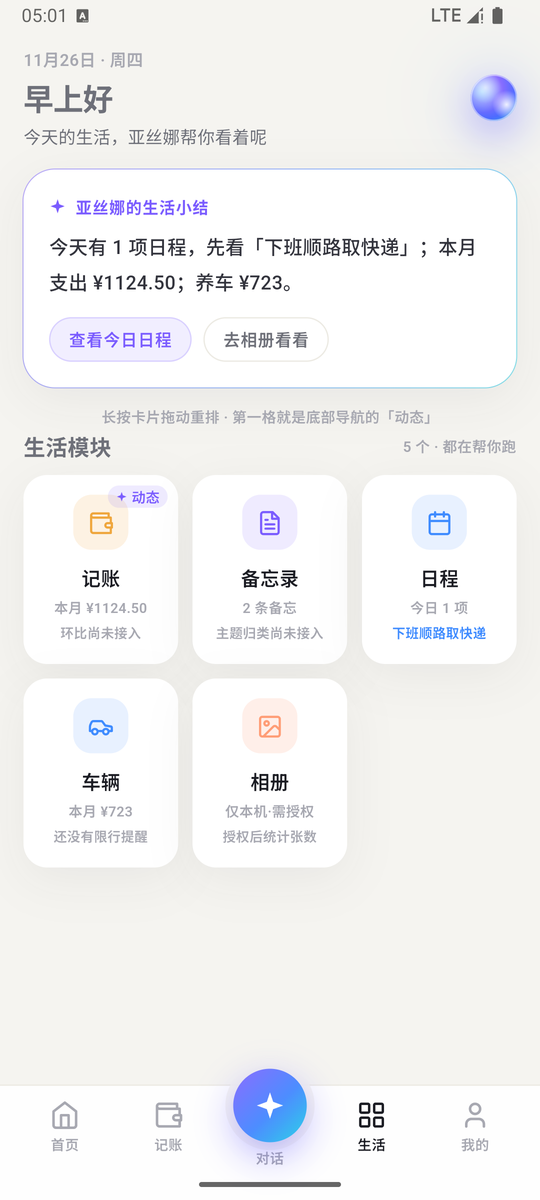 05:01
LTE
11月26日 · 周四
早上好
今天的生活，亚丝娜帮你看着呢
亚丝娜的生活小结
今天有 1 项日程，先看「下班顺路取快递」；本月
支出 ¥1124.50；养车 ¥723。
查看今日日程
去相册看看
长按卡片拖动重排 · 第一格就是底部导航的「动态」
生活模块
5 个 · 都在帮你跑
动态
记账
本月 ¥1124.50
环比尚未接入
备忘录
2 条备忘
主题归类尚未接入
日程
今日 1 项
下班顺路取快递
车辆
本月 ¥723
还没有限行提醒
相册
仅本机·需授权
授权后统计张数
首页
记账
对话
生活
我的